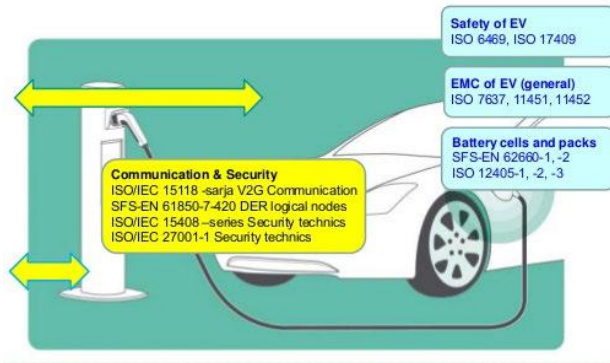 Safety of EV
ISO 6469, ISO 17409
EMC of EV (general)
ISO 7637, 11451, 11452
Battery cells and packs
SFS-EN 62660-1, -2
ISO 12405-1, -2, -3
Communication & Security
ISO/IEC 15118 -sarja V2G Communication
SFS-EN 61850-7-420 DER logical nodes
ISO/IEC 15408 –series Security technics
ISO/IEC 27001-1 Security technics